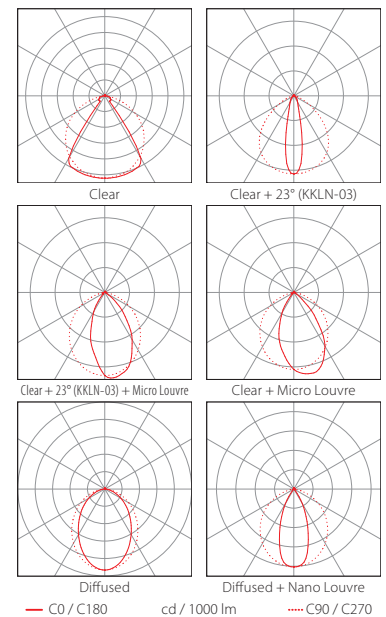 Clear
Clear + 23° (KKLN-03)
Clear + 23° (KKLN-03) + Micro Louvre
Clear + Micro Louvre
Diffused
Diffused + Nano Louvre
C0 / C180 cd / 1000 lm C90 / C270